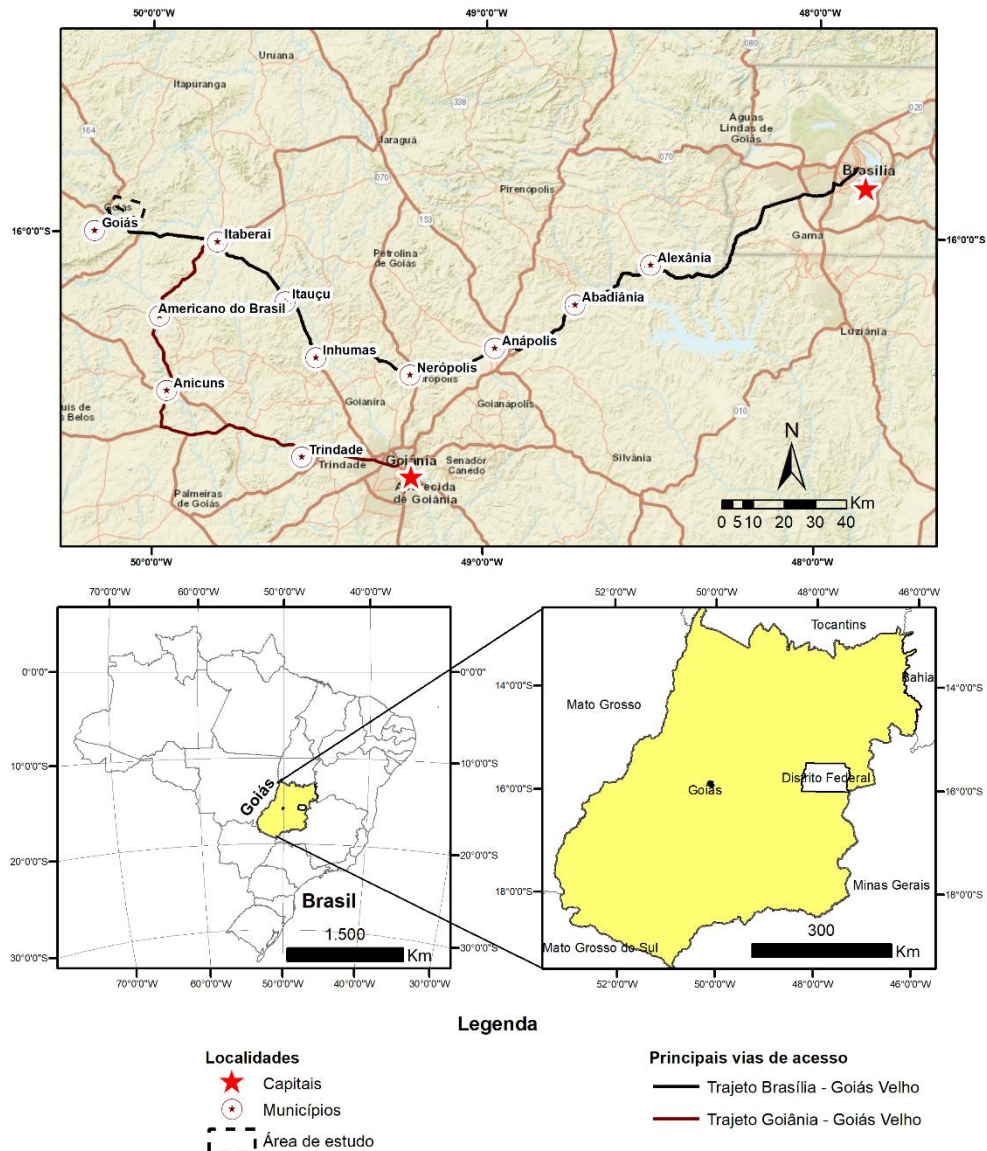 50°0'0"W
49°0'0"W
48°0'0"W
Uruana
Itapuranga
080
338
020
164
Jaraguá
Águas
Lindas de
Goiás
070
070
Pirenópolis
Brasília
Goiás
Goiás
Itaberai
16°0'0"S
16°0'0"S
153
Petrolina
de Goiás
Gama
Alexânia
Itauçu
Abadiânia
Americano do Brasil
Luziânia
Anápolis
Inhumas
Nerópolis
Anicuns
Goianira
Goianápolis
010
N
Trindade
Trindade
Goiânia
Senador
Canedo
Silvânia
Aparecida
de Goiânia
Palmeiras
de Goiás
Km
0 5 10 20 30 40
50°0'0"W
49°0'0"W
48°0'0"W
70°0'0"W
60°0'0"W
50°0'0"W
40°0'0"W
0°0'0"
0°0'0"
10°0'0"S
10°0'0"S
Goiás
20°0'0"S
20°0'0"S
Brasil
1.500
Km
30°0'0"S
30°0'0"S
70°0'0"W
60°0'0"W
50°0'0"W
40°0'0"W
30°0'0"W
52°0'0"W
50°0'0"W
48°0'0"W
46°0'0"W
Tocantins
Bahia
14°0'0"S
14°0'0"S
Mato Grosso
Distrito Federal
Goiás
16°0'0"S
16°0'0"S
Minas Gerais
18°0'0"S
18°0'0"S
Mato Grosso do Sul
300
Km
52°0'0"W
50°0'0"W
48°0'0"W
46°0'0"W
Legenda
Localidades
Capitais
Municípios
Área de estudo
Principais vias de acesso
Trajeto Brasília - Goiás Velho
Trajeto Goiânia - Goiás Velho